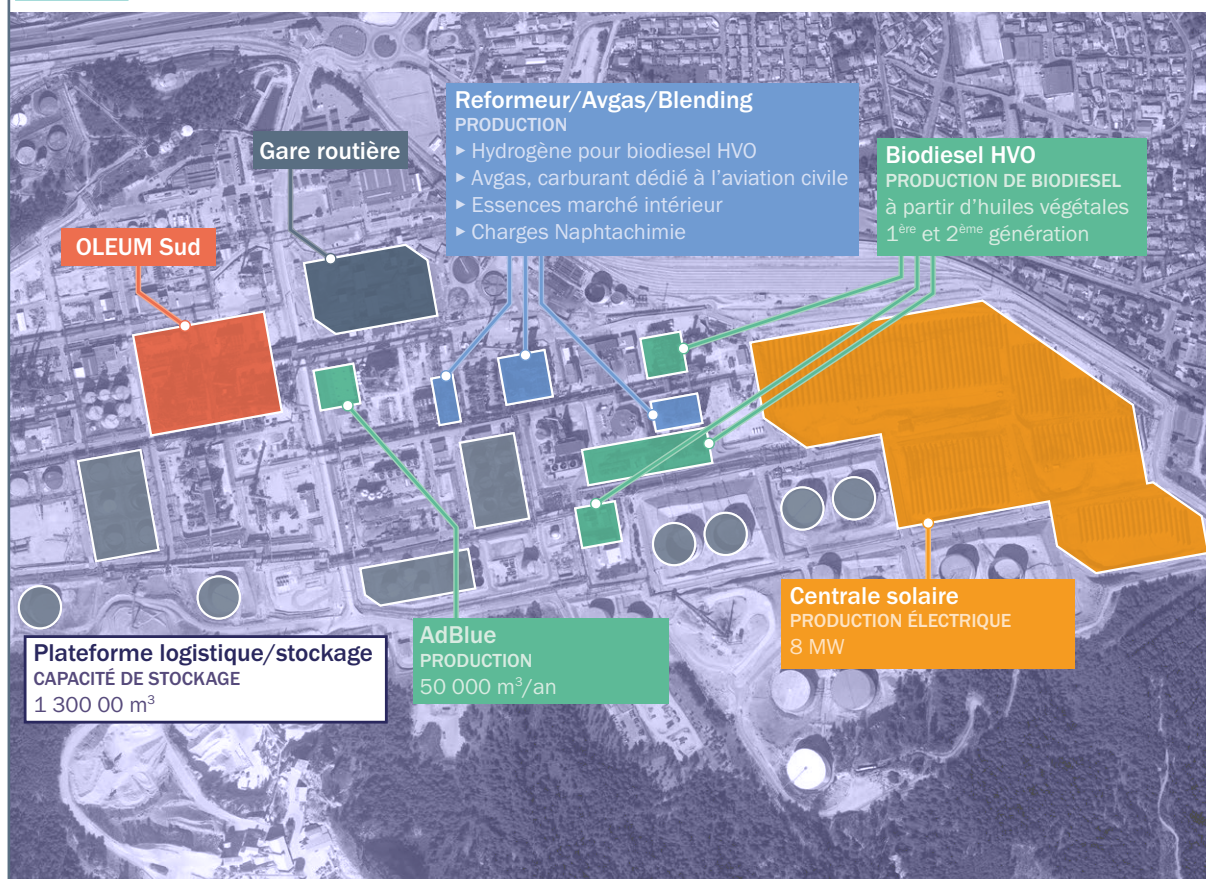 Reformeur/Avgas/Blending
PRODUCTION
▸ Hydrogène pour biodiesel HVO
▸ Avgas, carburant dédié à l'aviation civile
▸ Essences marché intérieur
▸ Charges Naphtachimie
Gare routière
Biodiesel HVO
PRODUCTION DE BIODIESEL
à partir d'huiles végétales
1ère et 2ème génération
OLEUM Sud
Centrale solaire
PRODUCTION ÉLECTRIQUE
8 MW
AdBlue
PRODUCTION
50 000 m³/an
Plateforme logistique/stockage
CAPACITÉ DE STOCKAGE
1 300 00 m³